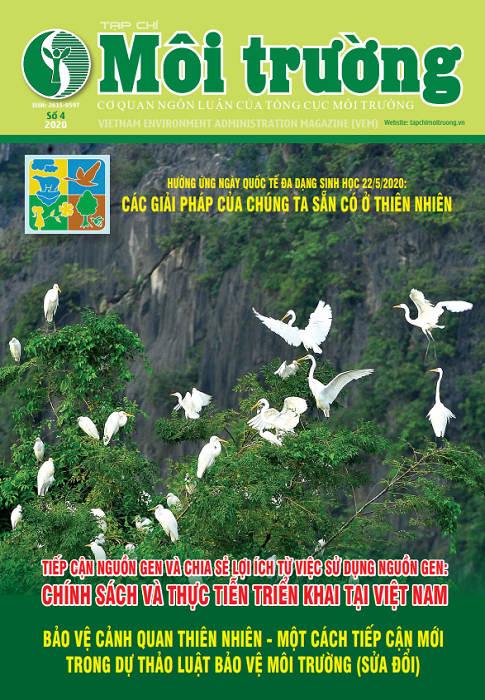 TẠP CHÍ
Môi trường
ISSN: 2615-9597
Số 4
2020
CƠ QUAN NGÔN LUẬN CỦA TỔNG CỤC MÔI TRƯỜNG
VIETNAM ENVIRONMENT ADMINISTRATION MAGAZINE (VEM)
Website: tapchimoitruong.vn
HƯỞNG ỨNG NGÀY QUỐC TẾ ĐA DẠNG SINH HỌC 22/5/2020:
CÁC GIẢI PHÁP CỦA CHÚNG TA SẴN CÓ Ở THIÊN NHIÊN
TIẾP CẬN NGUỒN GEN VÀ CHIA SẺ LỢI ÍCH TỪ VIỆC SỬ DỤNG NGUỒN GEN:
CHÍNH SÁCH VÀ THỰC TIỄN TRIỂN KHAI TẠI VIỆT NAM
BẢO VỆ CẢNH QUAN THIÊN NHIÊN - MỘT CÁCH TIẾP CẬN MỚI
TRONG DỰ THẢO LUẬT BẢO VỆ MÔI TRƯỜNG (SỬA ĐỔI)